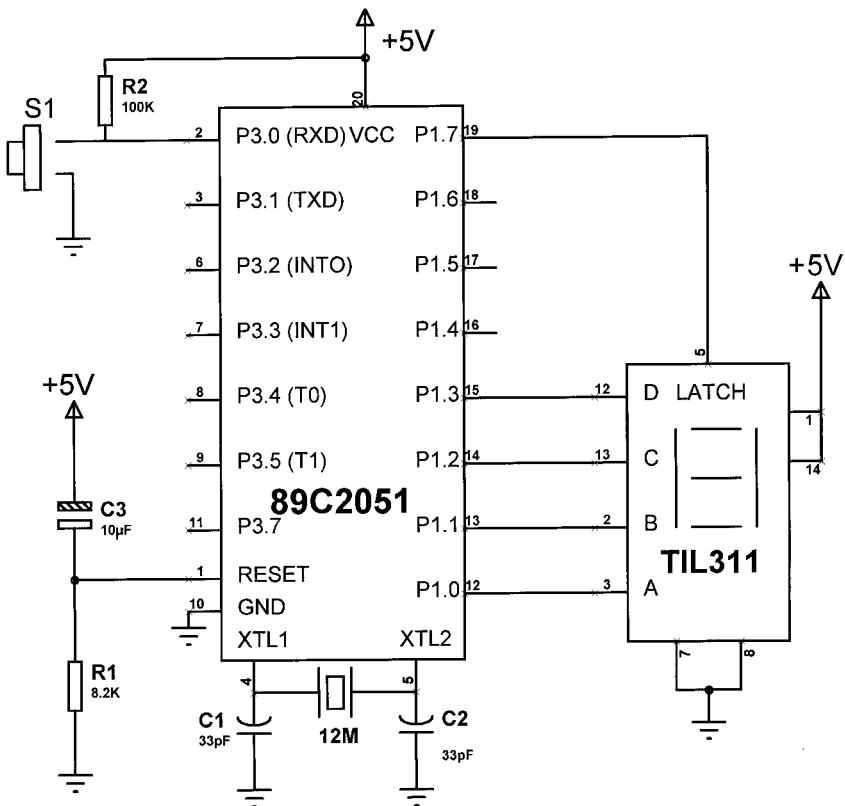 +5V
R2
100K
S1
20
2
P3.0 (RXD)
VCC
P1.7
19
3
P3.1 (TXD)
P1.6
18
6
P3.2 (INTO)
P1.5
17
+5V
7
P3.3 (INT1)
P1.4
16
5
+5V
8
P3.4 (T0)
P1.3
15
12
D
LATCH
1
9
P3.5 (T1)
P1.2
14
13
C
14
89C2051
C3
10µF
11
P3.7
P1.1
13
2
B
TIL311
1
RESET
P1.0
12
3
A
10
GND
XTL1
XTL2
7
8
R1
8.2K
4
5
C1
33pF
12M
C2
33pF